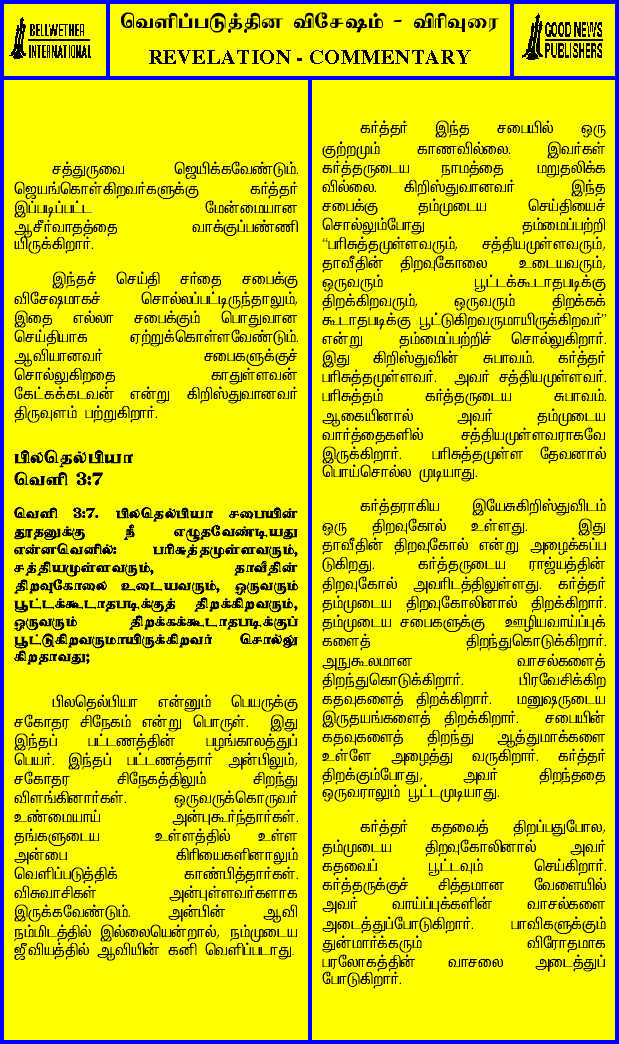 BELLWETHER
INTERNATIONAL
வெளிப்படுத்தின விசேஷம் - விரிவுரை
REVELATION - COMMENTARY
GOOD NEWS
PUBLISHERS
சத்துருவை ஜெயிக்கவேண்டும்.
ஜெயங்கொள்கிறவர்களுக்கு கர்த்தர்
இப்படிப்பட்ட மேன்மையான
ஆசீர்வாதத்தை வாக்குப்பண்ணி
யிருக்கிறார்.
இந்தச் செய்தி சர்தை சபைக்கு
விசேஷமாகச் சொல்லப்பட்டிருந்தாலும்,
இதை எல்லா சபைக்கும் பொதுவான
செய்தியாக ஏற்றுக்கொள்ளவேண்டும்.
ஆவியானவர் சபைகளுக்குச்
சொல்லுகிறதை காதுள்ளவன்
கேட்கக்கடவன் என்று கிறிஸ்துவானவர்
திருவுளம் பற்றுகிறார்.
பிலதெல்பியா
வெளி 3:7
வெளி 3:7. பிலதெல்பியா சபையின்
தூதனுக்கு நீ எழுதவேண்டியது
என்னவெனில்: பரிசுத்தமுள்ளவரும்,
சத்தியமுள்ளவரும், தாவீதின்
திறவுகோலை உடையவரும், ஒருவரும்
பூட்டக்கூடாதபடிக்குத் திறக்கிறவரும்,
ஒருவரும் திறக்கக்கூடாதபடிக்குப்
பூட்டுகிறவருமாயிருக்கிறவர் சொல்லு
கிறதாவது;
பிலதெல்பியா என்னும் பெயருக்கு
சகோதர சிநேகம் என்று பொருள். இது
இந்தப் பட்டணத்தின் பழங்காலத்துப்
பெயர். இந்தப் பட்டணத்தார் அன்பிலும்,
சகோதர சிநேகத்திலும் சிறந்து
விளங்கினார்கள். ஒருவருக்கொருவர்
உண்மையாய் அன்புகூர்ந்தார்கள்.
தங்களுடைய உள்ளத்தில் உள்ள
அன்பை கிரியைகளினாலும்
வெளிப்படுத்திக் காண்பித்தார்கள்.
விசுவாசிகள் அன்புள்ளவர்களாக
இருக்கவேண்டும். அன்பின் ஆவி
நம்மிடத்தில் இல்லையென்றால், நம்முடைய
ஜீவியத்தில் ஆவியின் கனி வெளிப்படாது.
கர்த்தர் இந்த சபையில் ஒரு
குற்றமும் காணவில்லை. இவர்கள்
கர்த்தருடைய நாமத்தை மறுதலிக்க
வில்லை. கிறிஸ்துவானவர் இந்த
சபைக்கு தம்முடைய செய்தியைச்
சொல்லும்போது தம்மைப்பற்றி
“பரிசுத்தமுள்ளவரும், சத்தியமுள்ளவரும்,
தாவீதின் திறவுகோலை உடையவரும்,
ஒருவரும் பூட்டக்கூடாதபடிக்கு
திறக்கிறவரும், ஒருவரும் திறக்கக்
கூடாதபடிக்கு பூட்டுகிறவருமாயிருக்கிறவர்”
என்று தம்மைப்பற்றிச் சொல்லுகிறார்.
இது கிறிஸ்துவின் சுபாவம். கர்த்தர்
பரிசுத்தமுள்ளவர். அவர் சத்தியமுள்ளவர்.
பரிசுத்தம் கர்த்தருடைய சுபாவம்.
ஆகையினால் அவர் தம்முடைய
வார்த்தைகளில் சத்தியமுள்ளவராகவே
இருக்கிறார். பரிசுத்தமுள்ள தேவனால்
பொய்சொல்ல முடியாது.
கர்த்தராகிய இயேசுகிறிஸ்துவிடம்
ஒரு திறவுகோல் உள்ளது. இது
தாவீதின் திறவுகோல் என்று அழைக்கப்ப
டுகிறது. கர்த்தருடைய ராஜ்யத்தின்
திறவுகோல் அவரிடத்திலுள்ளது. கர்த்தர்
தம்முடைய திறவுகோலினால் திறக்கிறார்.
தம்முடைய சபைகளுக்கு ஊழியவாய்ப்புக்
களைத் திறந்துகொடுக்கிறார்.
அநுகூலமான வாசல்களைத்
திறந்துகொடுக்கிறார். பிரவேசிக்கிற
கதவுகளைத் திறக்கிறார். மனுஷருடைய
இருதயங்களைத் திறக்கிறார். சபையின்
கதவுகளைத் திறந்து ஆத்துமாக்களை
உள்ளே அழைத்து வருகிறார். கர்த்தர்
திறக்கும்போது, அவர் திறந்ததை
ஒருவராலும் பூட்டமுடியாது.
கர்த்தர் கதவைத் திறப்பதுபோல,
தம்முடைய திறவுகோலினால் அவர்
கதவைப் பூட்டவும் செய்கிறார்.
கர்த்தருக்குச் சித்தமான வேளையில்
அவர் வாய்ப்புக்களின் வாசல்களை
அடைத்துப்போடுகிறார். பாவிகளுக்கும்
துன்மார்க்கரும் விரோதமாக
பரலோகத்தின் வாசலை அடைத்துப்
போடுகிறார்.